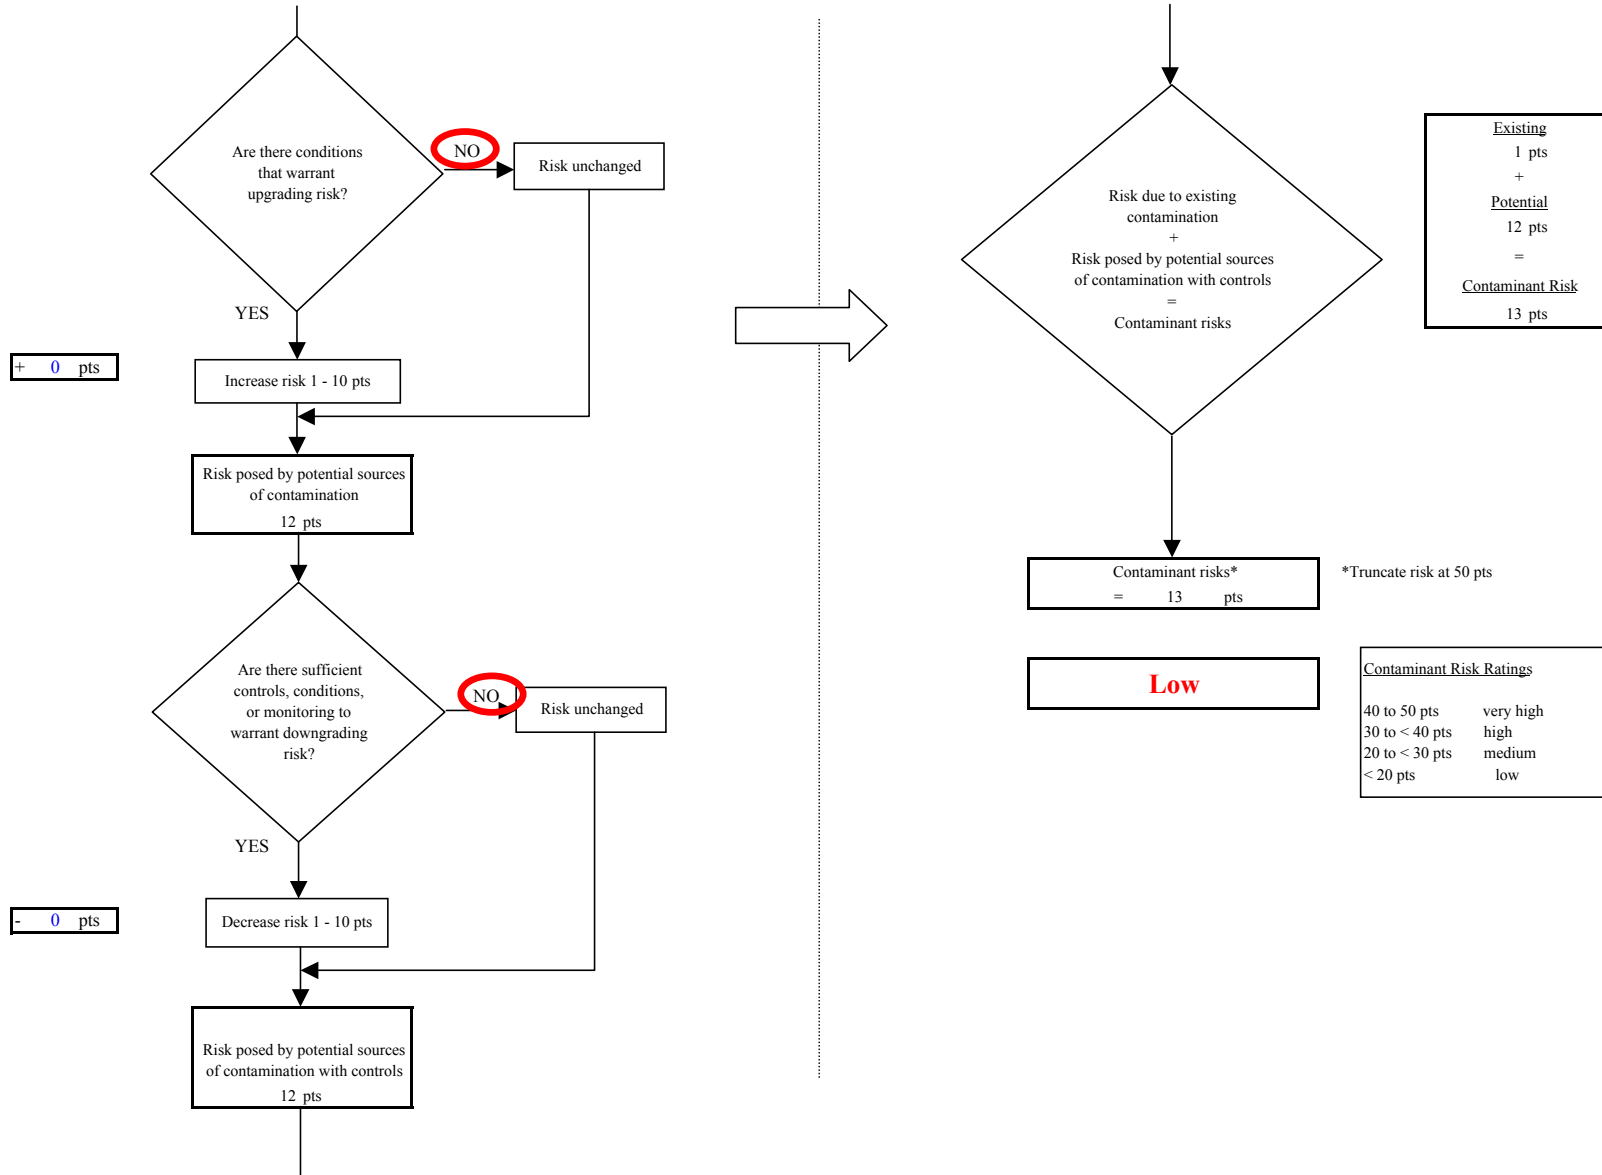 Are there conditions
that warrant
upgrading risk?
NO
Risk unchanged
YES
+ 0 pts
Increase risk 1 - 10 pts
Risk posed by potential sources
of contamination
12 pts
Are there sufficient
controls, conditions,
or monitoring to
warrant downgrading
risk?
NO
Risk unchanged
YES
- 0 pts
Decrease risk 1 - 10 pts
Risk posed by potential sources
of contamination with controls
12 pts
Risk due to existing
contamination
+
Risk posed by potential sources
of contamination with controls
=
Contaminant risks
Existing
1 pts
+
Potential
12 pts
=
Contaminant Risk
13 pts
Contaminant risks*
= 13 pts
*Truncate risk at 50 pts
Low
Contaminant Risk Ratings
40 to 50 pts very high
30 to < 40 pts high
20 to < 30 pts medium
< 20 pts low